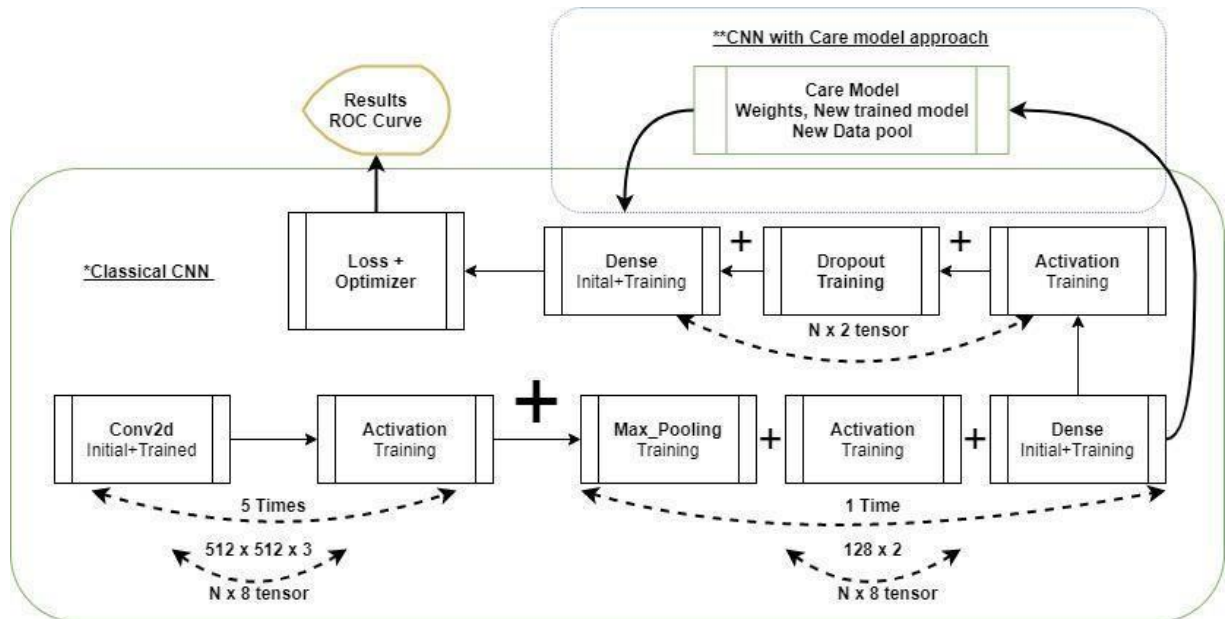 **CNN with Care model approach
Care Model
Weights, New trained model
New Data pool
Results
ROC Curve
*Classical CNN
Loss +
Optimizer
Dense
Inital+Training
+
Dropout
Training
+
Activation
Training
N x 2 tensor
Conv2d
Initial+Trained
Activation
Training
+
Max_Pooling
Training
+
Activation
Training
+
Dense
Initial+Training
5 Times
1 Time
512 x 512 x 3
128 x 2
N x 8 tensor
N x 8 tensor